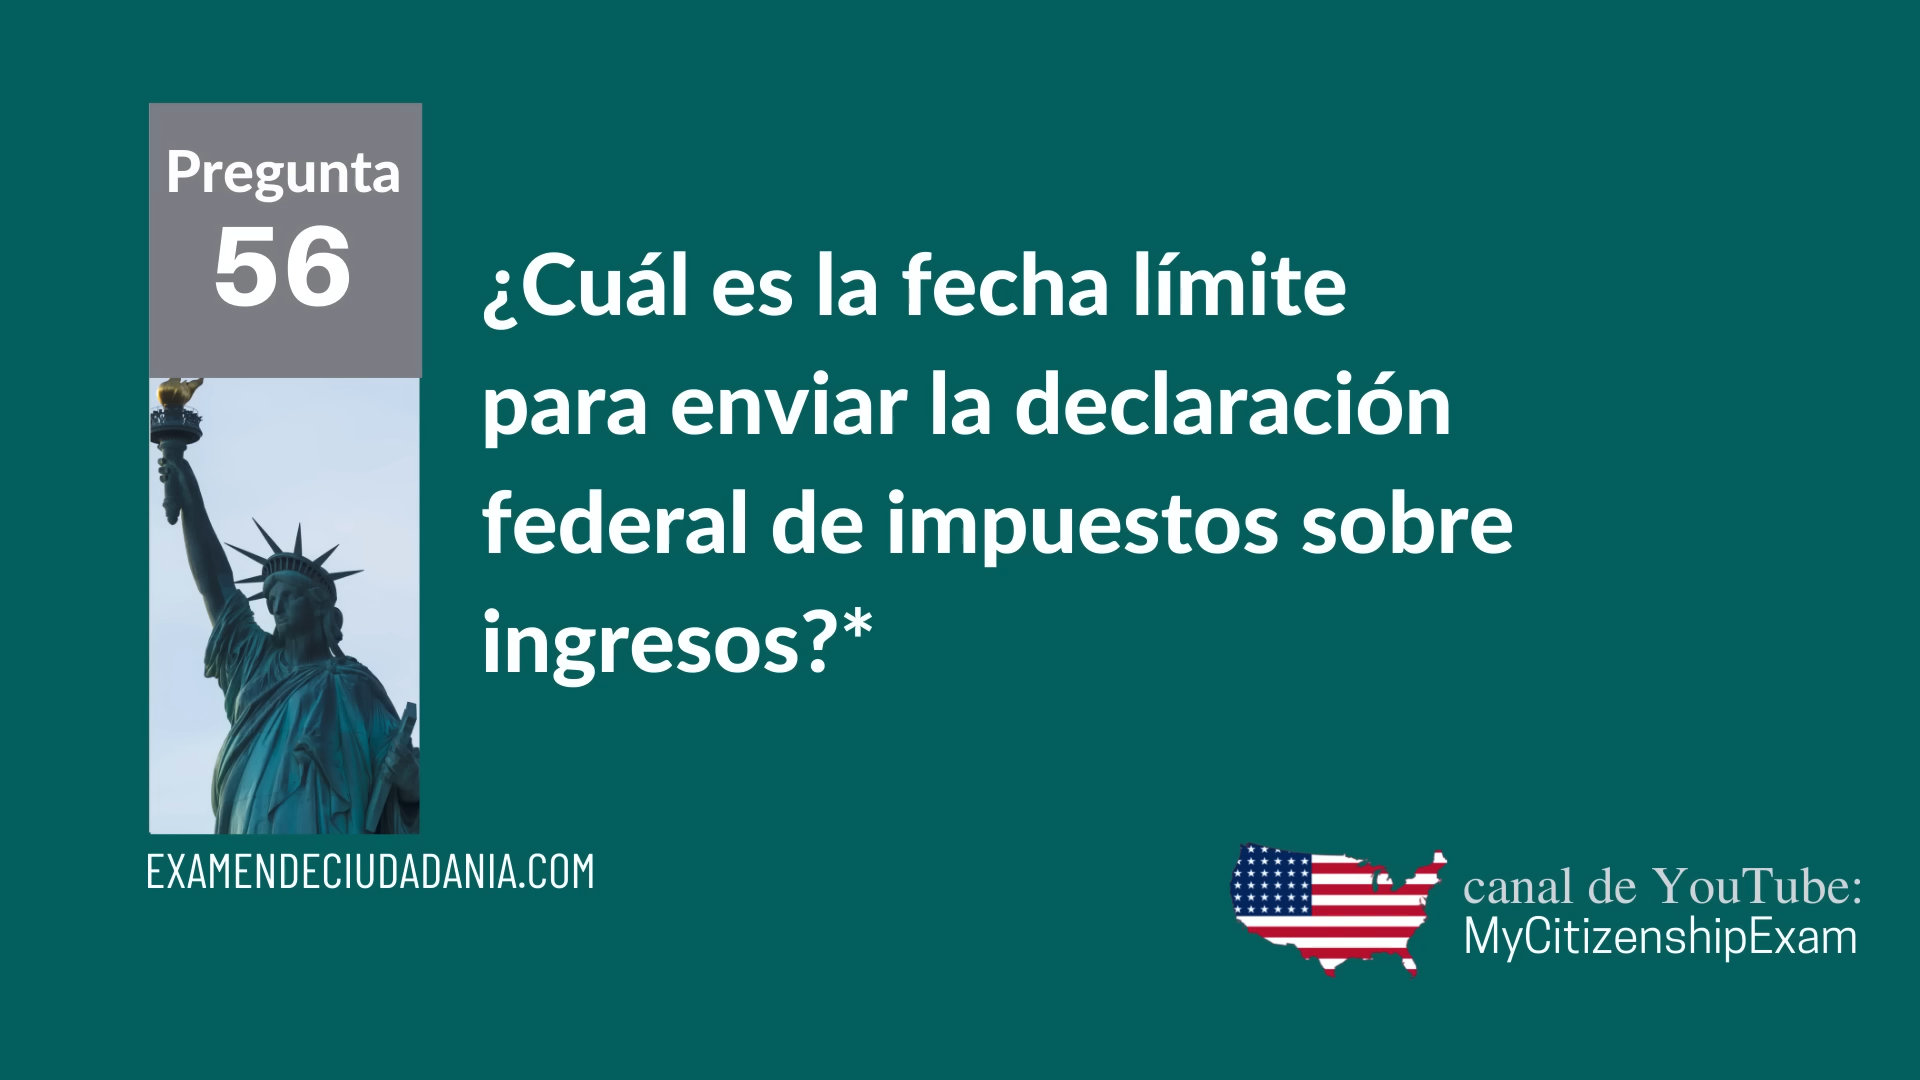 Pregunta
56
¿Cuál es la fecha límite
para enviar la declaración
federal de impuestos sobre
ingresos?*
EXAMENDECIUDADANIA.COM
canal de YouTube:
MyCitizenshipExam